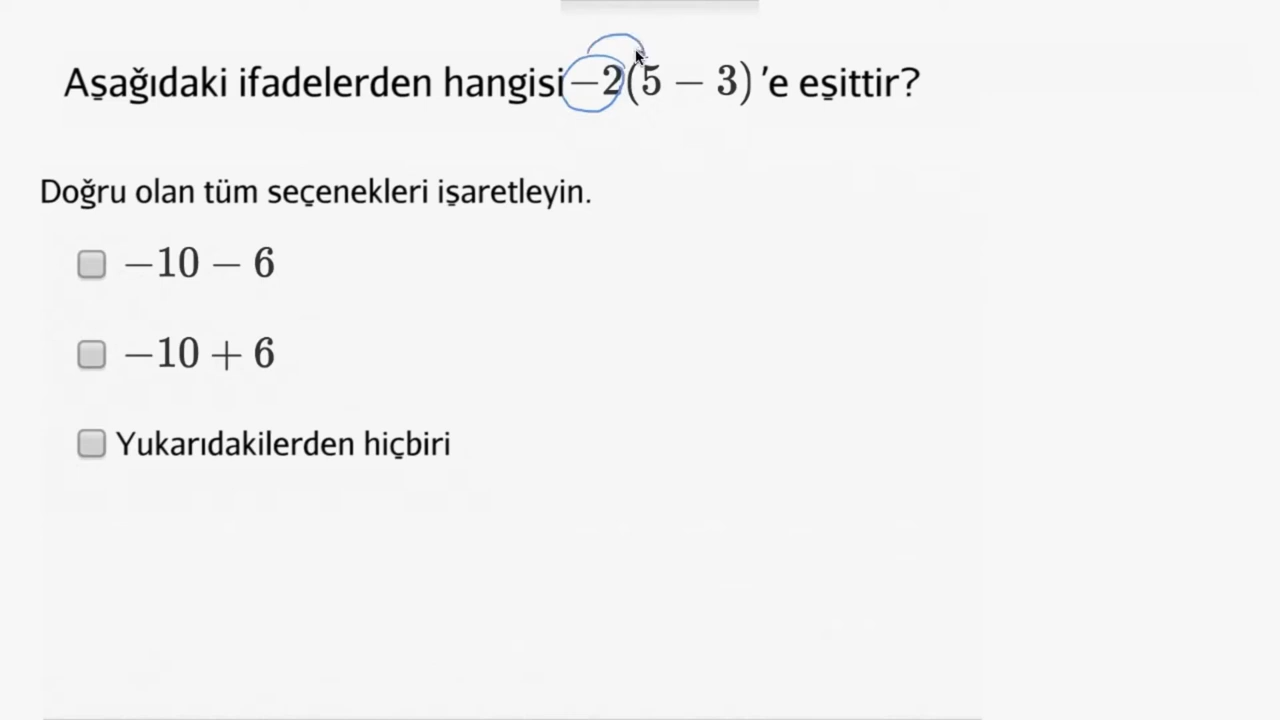 Aşağıdaki ifadelerden hangisi −2(5 − 3) 'e eşittir?
Doğru olan tüm seçenekleri işaretleyin.
−10 − 6
−10 + 6
Yukarıdakilerden hiçbiri